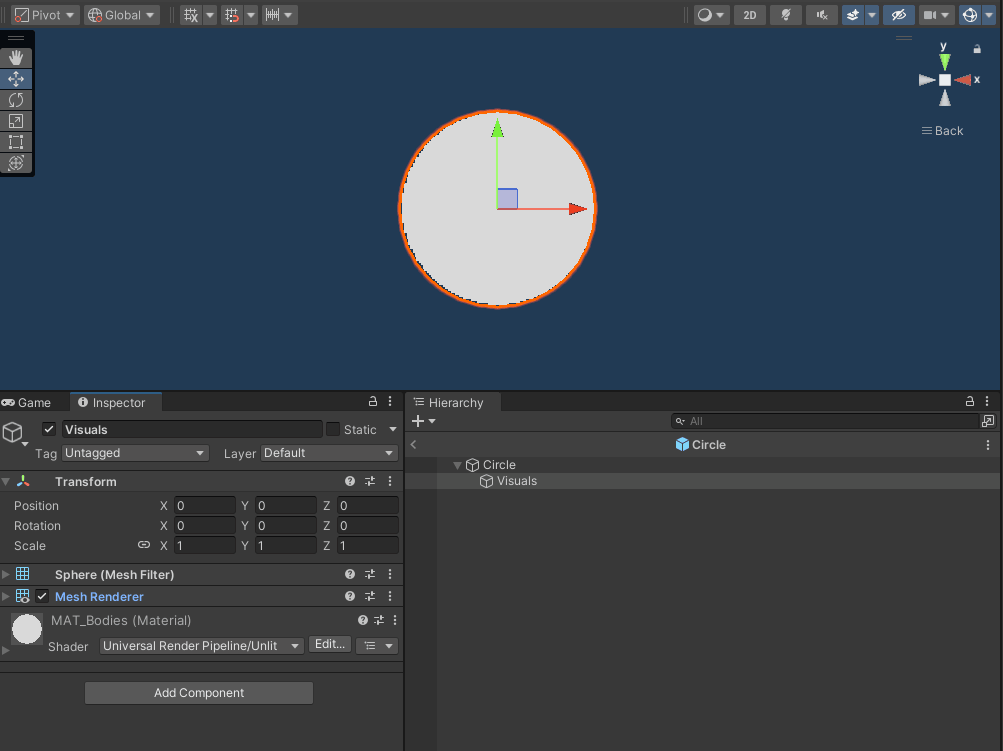 Pivot Global 2D
y
x
Back
Game Inspector
Visuals Static
Tag Untagged Layer Default
Transform
Position X 0 Y 0 Z 0
Rotation X 0 Y 0 Z 0
Scale X 1 Y 1 Z 1
Sphere (Mesh Filter)
Mesh Renderer
MAT_Bodies (Material)
Shader Universal Render Pipeline/Unlit Edit...
Add Component
Hierarchy
All
Circle
Circle
Visuals